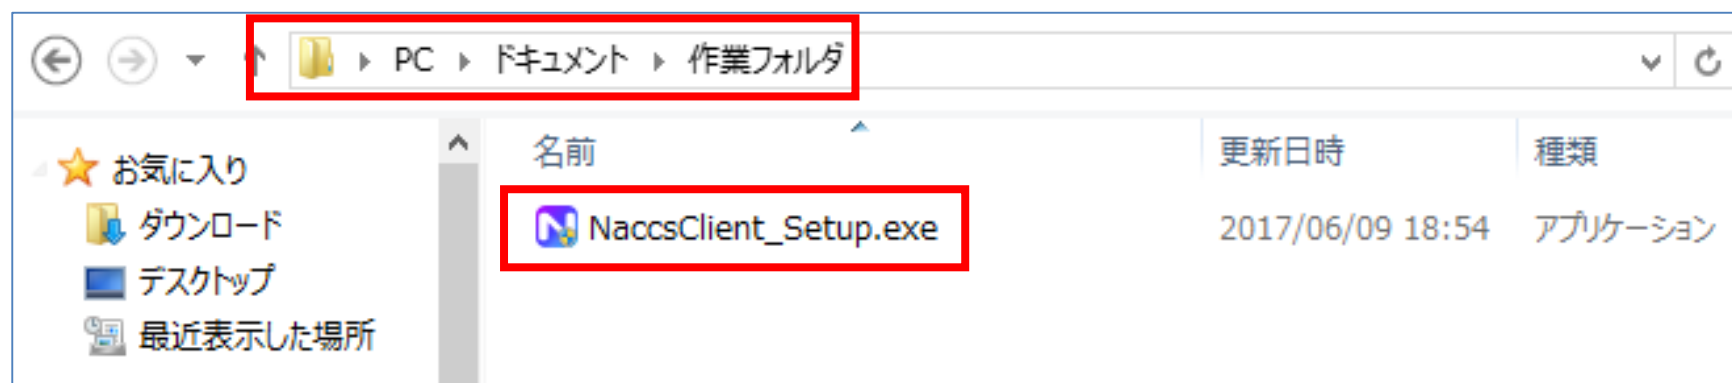 PC ドキュメント 作業フォルダ
お気に入り
ダウンロード
デスクトップ
最近表示した場所
名前 更新日時 種類
NaccsClient_Setup.exe 2017/06/09 18:54 アプリケーション